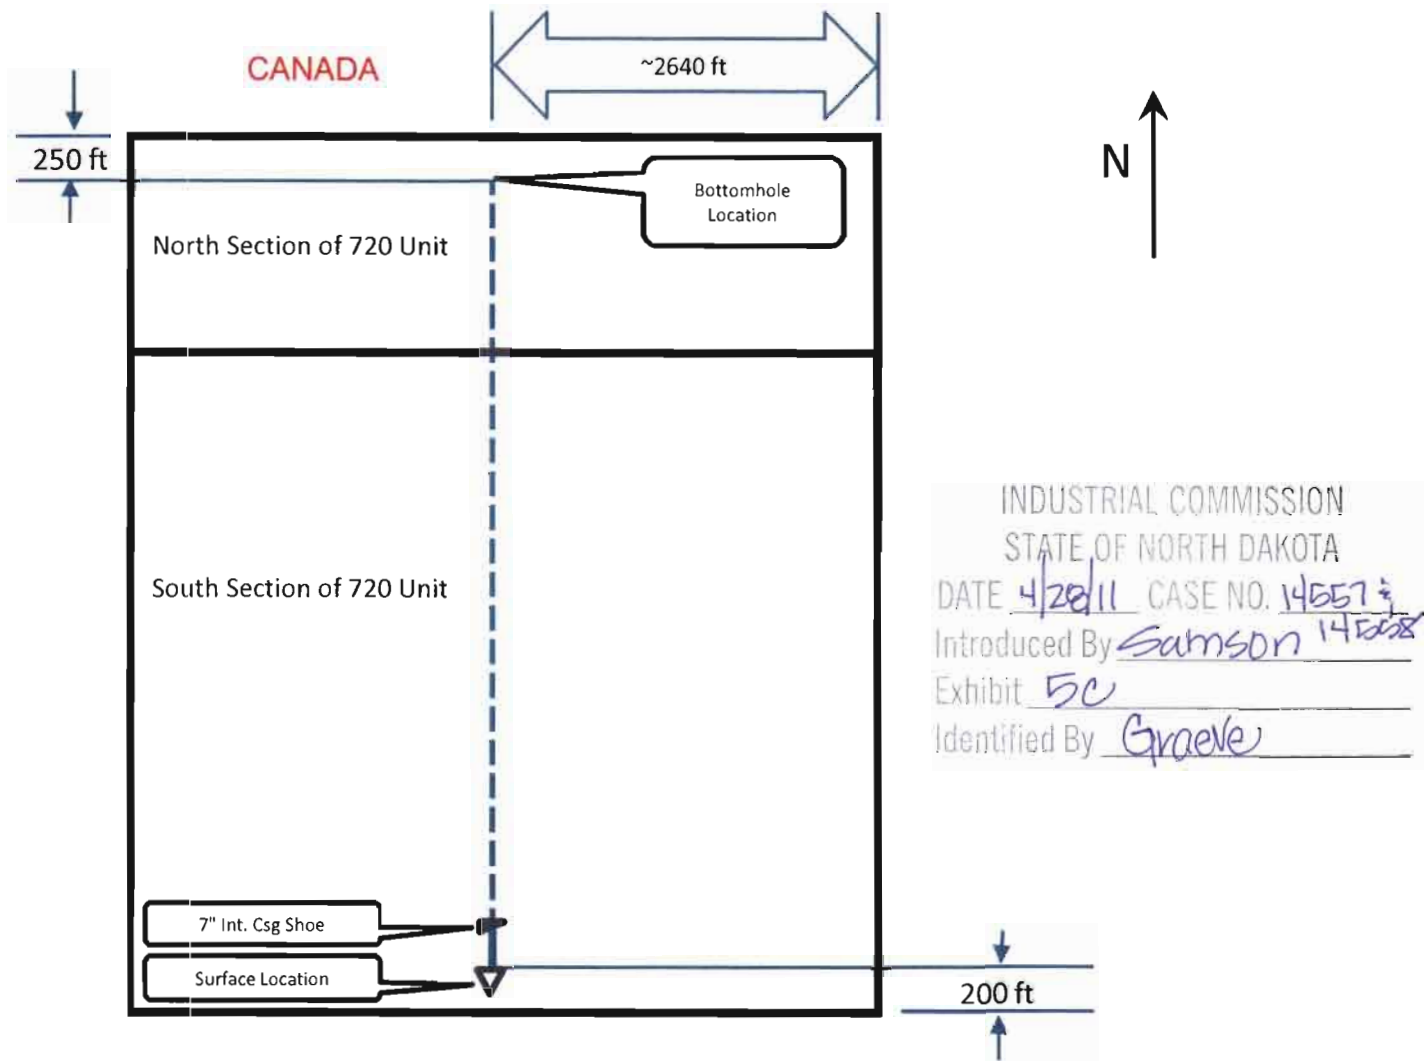 CANADA
~2640 ft
250 ft
N
Bottomhole
Location
North Section of 720 Unit
South Section of 720 Unit
INDUSTRIAL COMMISSION
STATE OF NORTH DAKOTA
DATE 4/28/11 CASE NO. 14557 &
14558
Introduced By Samson
Exhibit 5C
Identified By Graeve
7" Int. Csg Shoe
Surface Location
200 ft